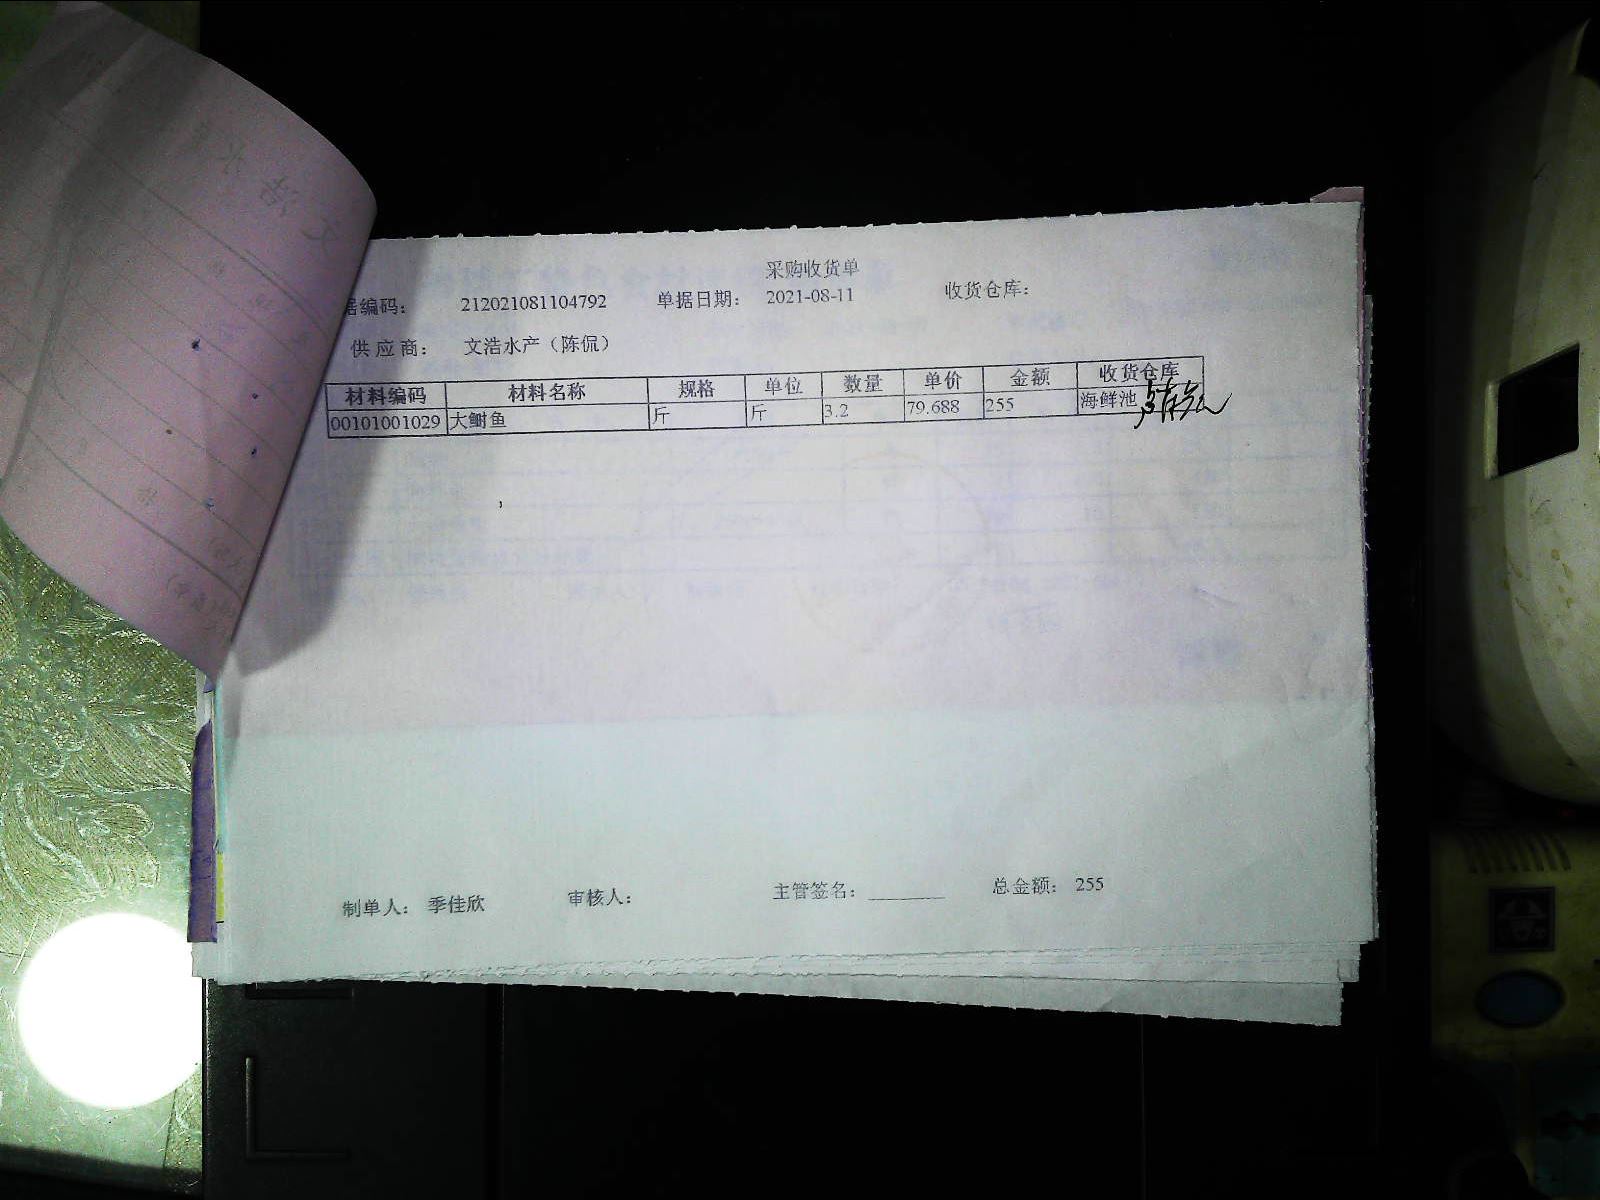 采购收货单
据编码： 212021081104792 单据日期： 2021-08-11 收货仓库：
供应商： 文浩水产（陈侃）
材料编码 材料名称 规格 单位 数量 单价 金额 收货仓库
00101001029 大鲥鱼 斤 斤 3.2 79.688 255 海鲜池
制单人： 季佳欣 审核人： 主管签名： 总金额： 255